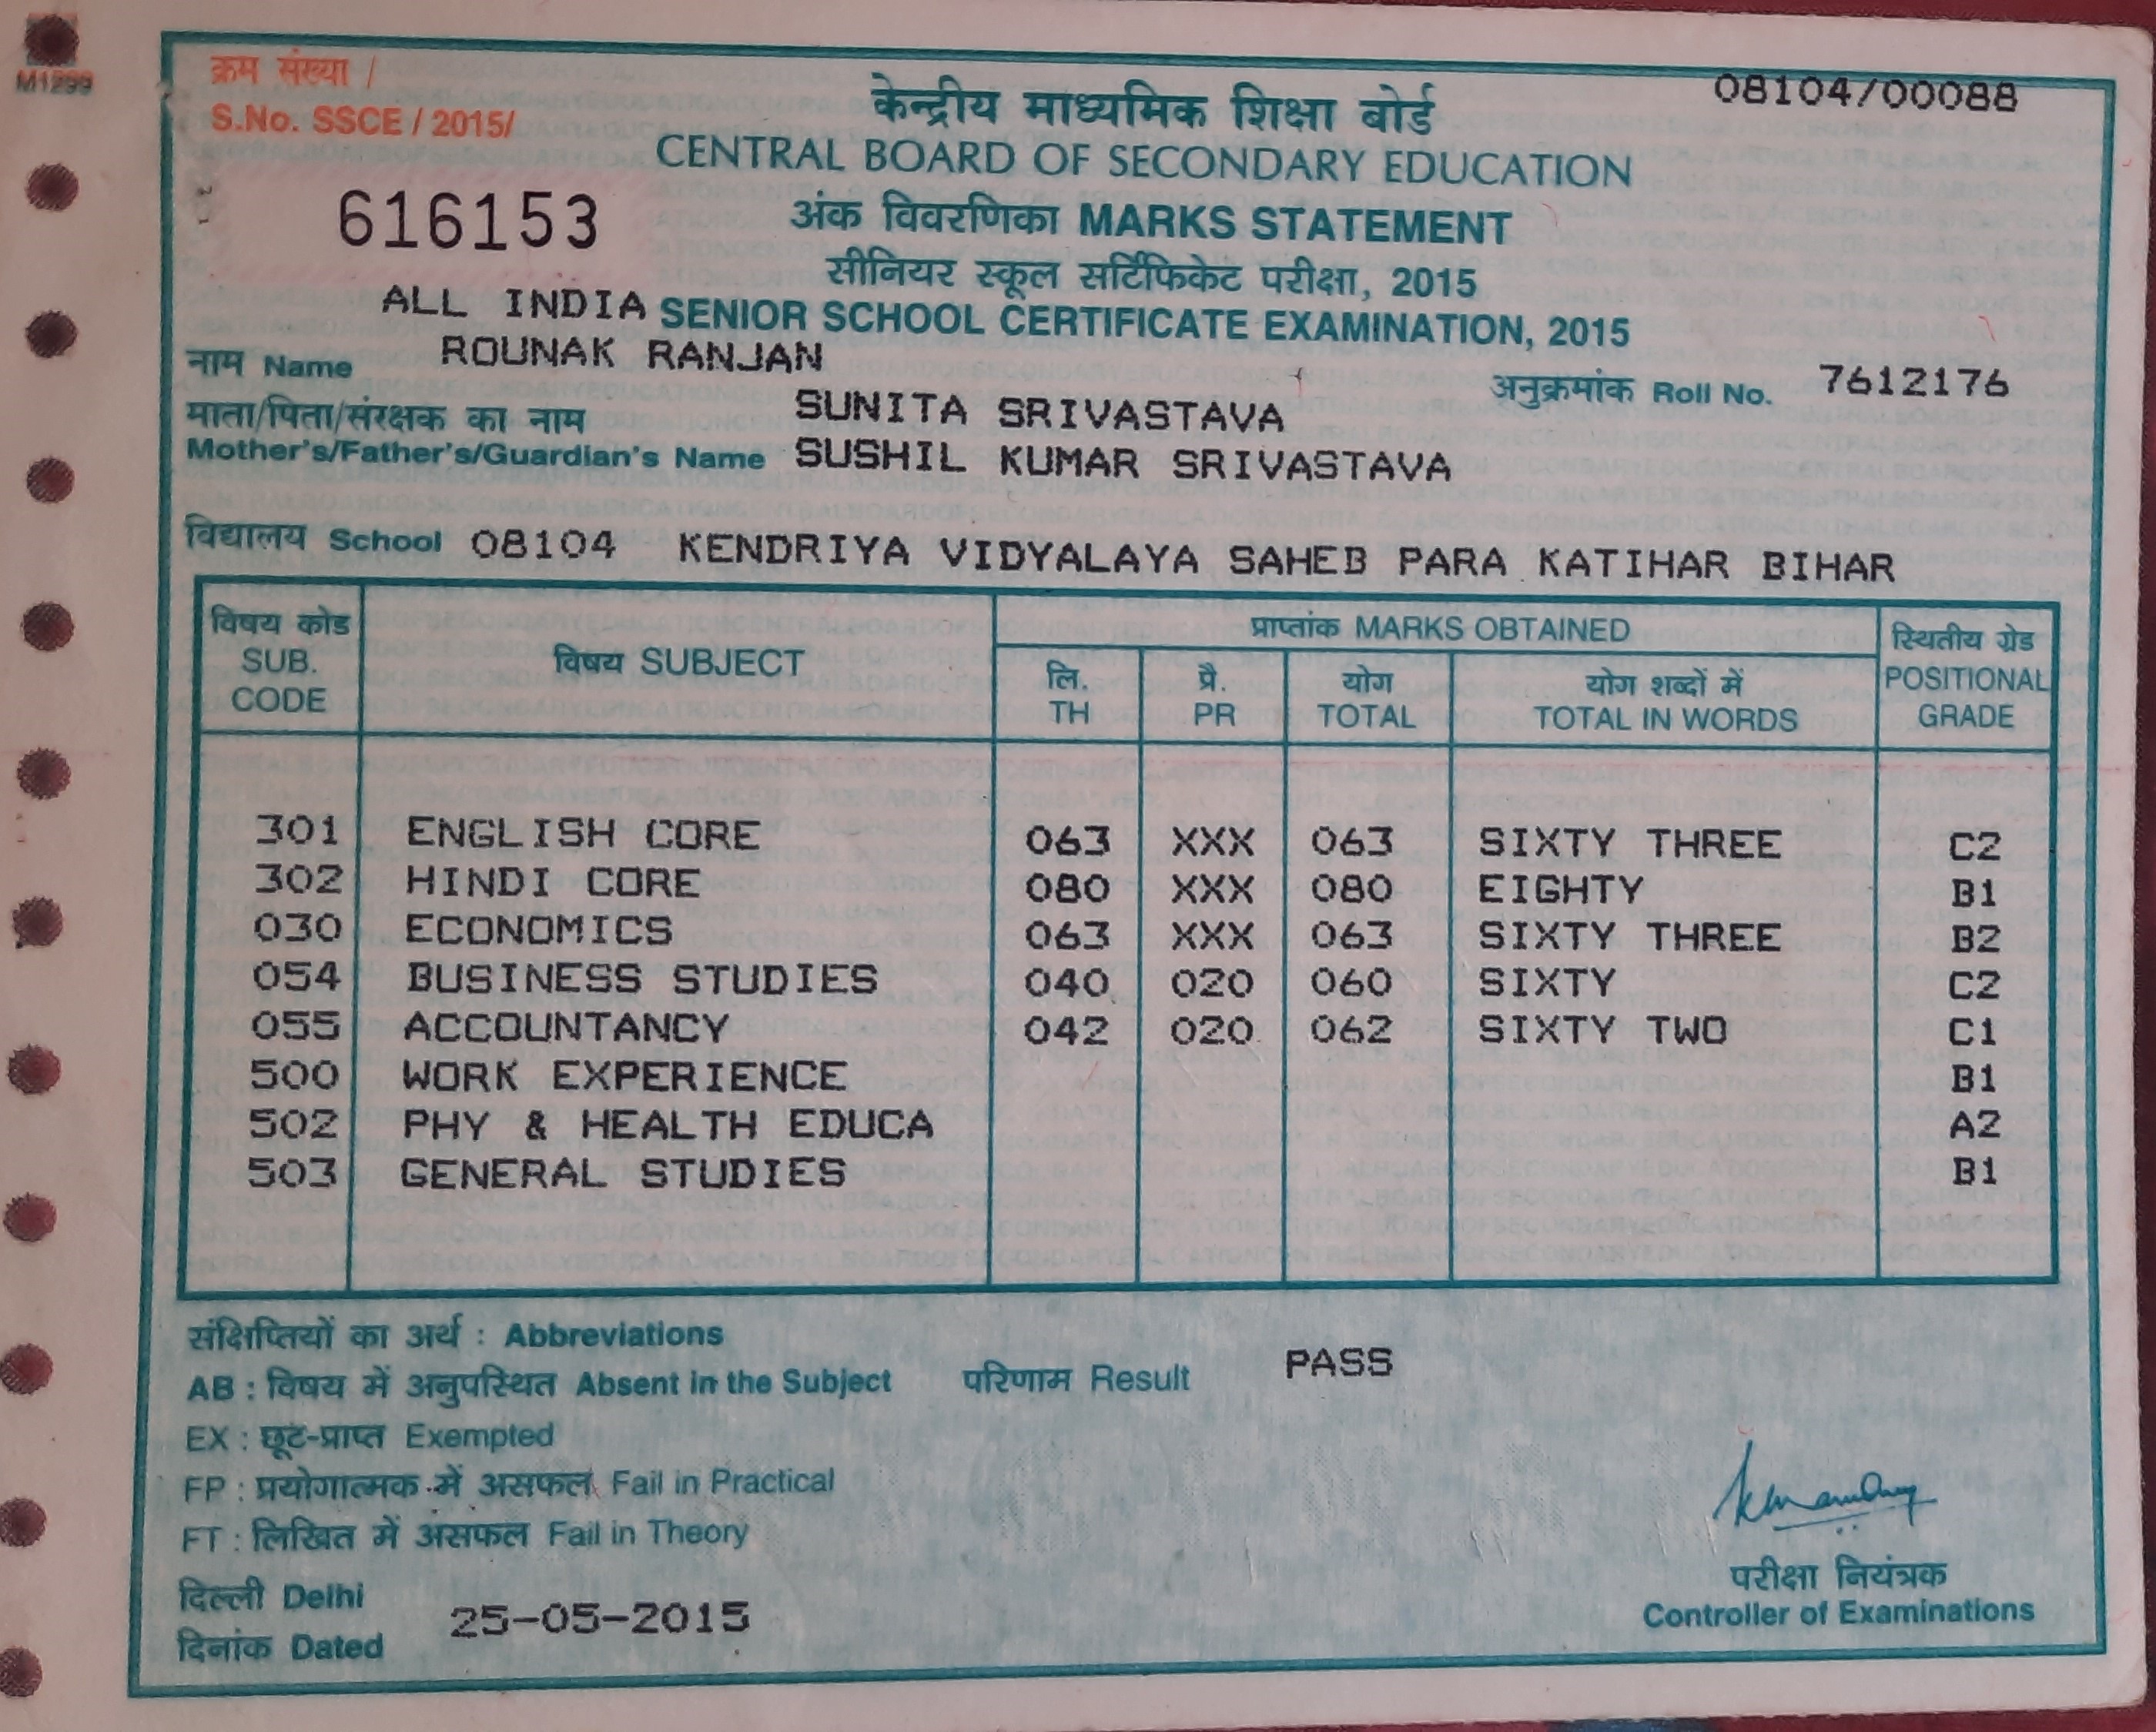 M1299
क्रम संख्या /
S.No. SSCE / 2015/
08104/00088
616153
केन्द्रीय माध्यमिक शिक्षा बोर्ड
CENTRAL BOARD OF SECONDARY EDUCATION
अंक विवरणिका MARKS STATEMENT
सीनियर स्कूल सर्टिफिकेट परीक्षा, 2015
ALL INDIA SENIOR SCHOOL CERTIFICATE EXAMINATION, 2015
नाम Name ROUNAK RANJAN
अनुक्रमांक Roll No. 7612176
माता/पिता/संरक्षक का नाम SUNITA SRIVASTAVA
Mother's/Father's/Guardian's Name SUSHIL KUMAR SRIVASTAVA
विद्यालय School 08104 KENDRIYA VIDYALAYA SAHEB PARA KATIHAR BIHAR
विषय कोड SUB. CODE विषय SUBJECT प्राप्तांक MARKS OBTAINED स्थितीय ग्रेड POSITIONAL GRADE
लि. TH प्रै. PR योग TOTAL योग शब्दों में TOTAL IN WORDS
301 ENGLISH CORE 063 XXX 063 SIXTY THREE C2
302 HINDI CORE 080 XXX 080 EIGHTY B1
030 ECONOMICS 063 XXX 063 SIXTY THREE B2
054 BUSINESS STUDIES 040 020 060 SIXTY C2
055 ACCOUNTANCY 042 020 062 SIXTY TWO C1
500 WORK EXPERIENCE B1
502 PHY & HEALTH EDUCA A2
503 GENERAL STUDIES B1
संक्षिप्तियों का अर्थ : Abbreviations
AB : विषय में अनुपस्थित Absent in the Subject परिणाम Result PASS
EX : छूट-प्राप्त Exempted
FP : प्रयोगात्मक में असफल Fail in Practical
FT : लिखित में असफल Fail in Theory
दिल्ली Delhi
दिनांक Dated 25-05-2015
परीक्षा नियंत्रक
Controller of Examinations